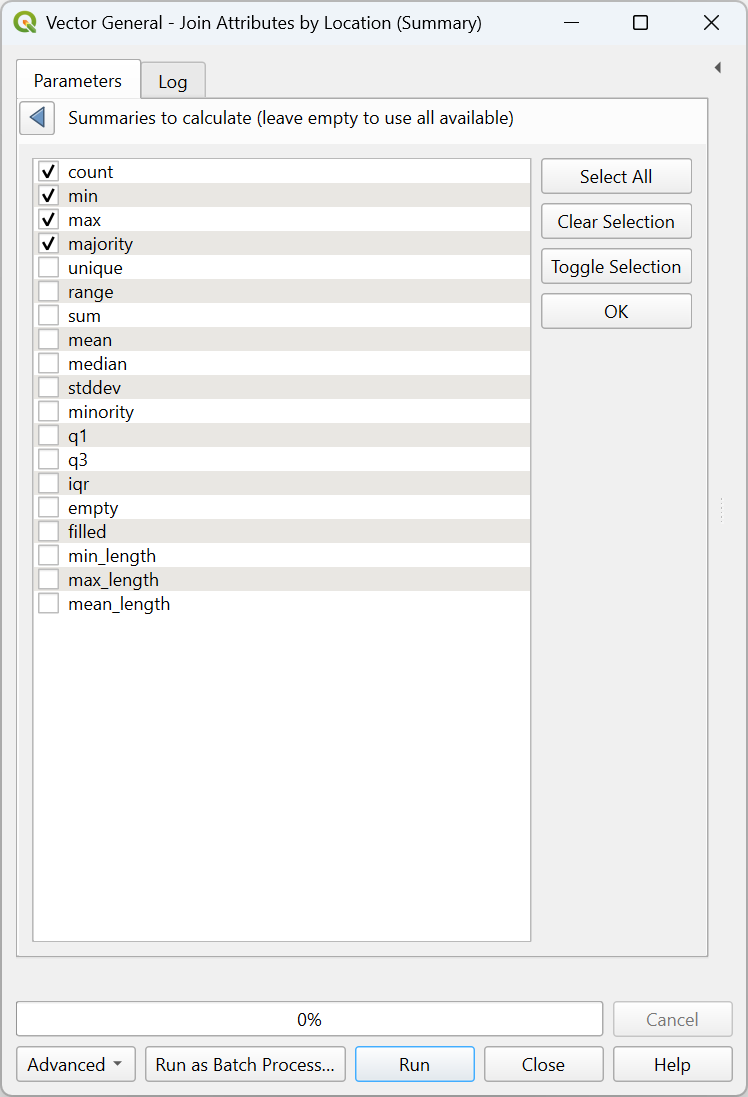 Vector General - Join Attributes by Location (Summary)
Parameters
Log
Summaries to calculate (leave empty to use all available)
count
min
max
majority
unique
range
sum
mean
median
stddev
minority
q1
q3
iqr
empty
filled
min_length
max_length
mean_length
Select All
Clear Selection
Toggle Selection
OK
0%
Cancel
Advanced
Run as Batch Process...
Run
Close
Help